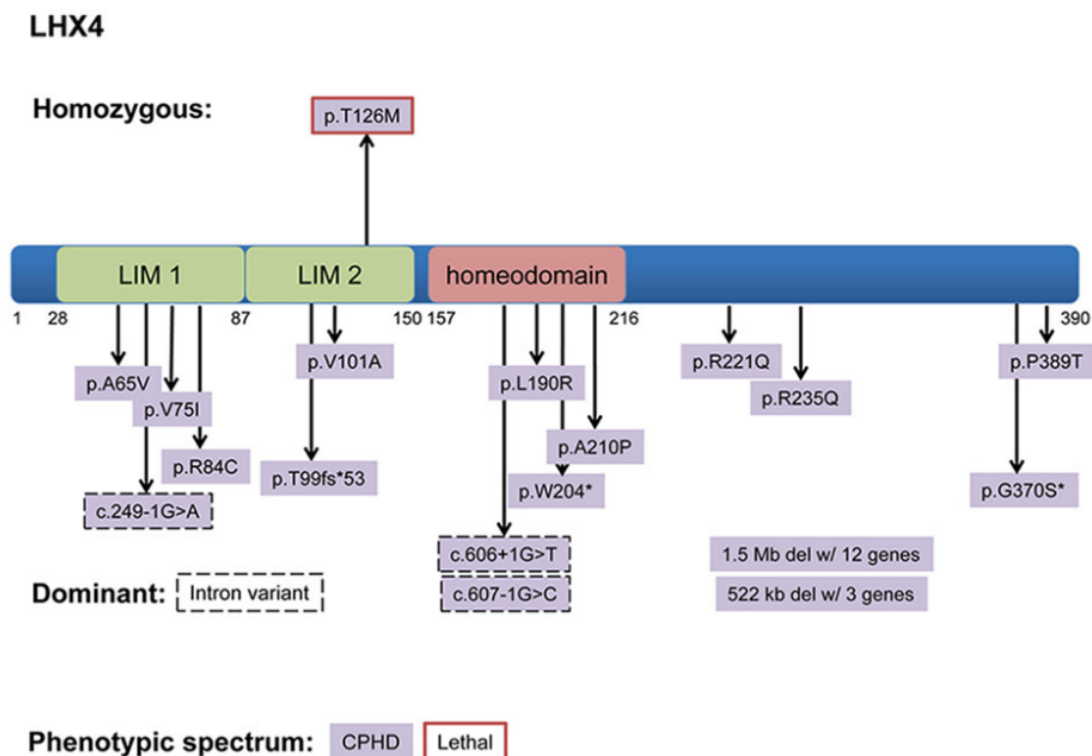 LHX4
Homozygous:
p.T126M
LIM 1
LIM 2
homeodomain
1 28 87 150 157 216 390
p.A65V
p.V75I
p.R84C
c.249-1G>A
p.V101A
p.T99fs*53
p.L190R
p.A210P
p.W204*
c.606+1G>T
c.607-1G>C
p.R221Q
p.R235Q
p.P389T
p.G370S*
1.5 Mb del w/ 12 genes
522 kb del w/ 3 genes
Dominant: Intron variant
Phenotypic spectrum: CPHD Lethal